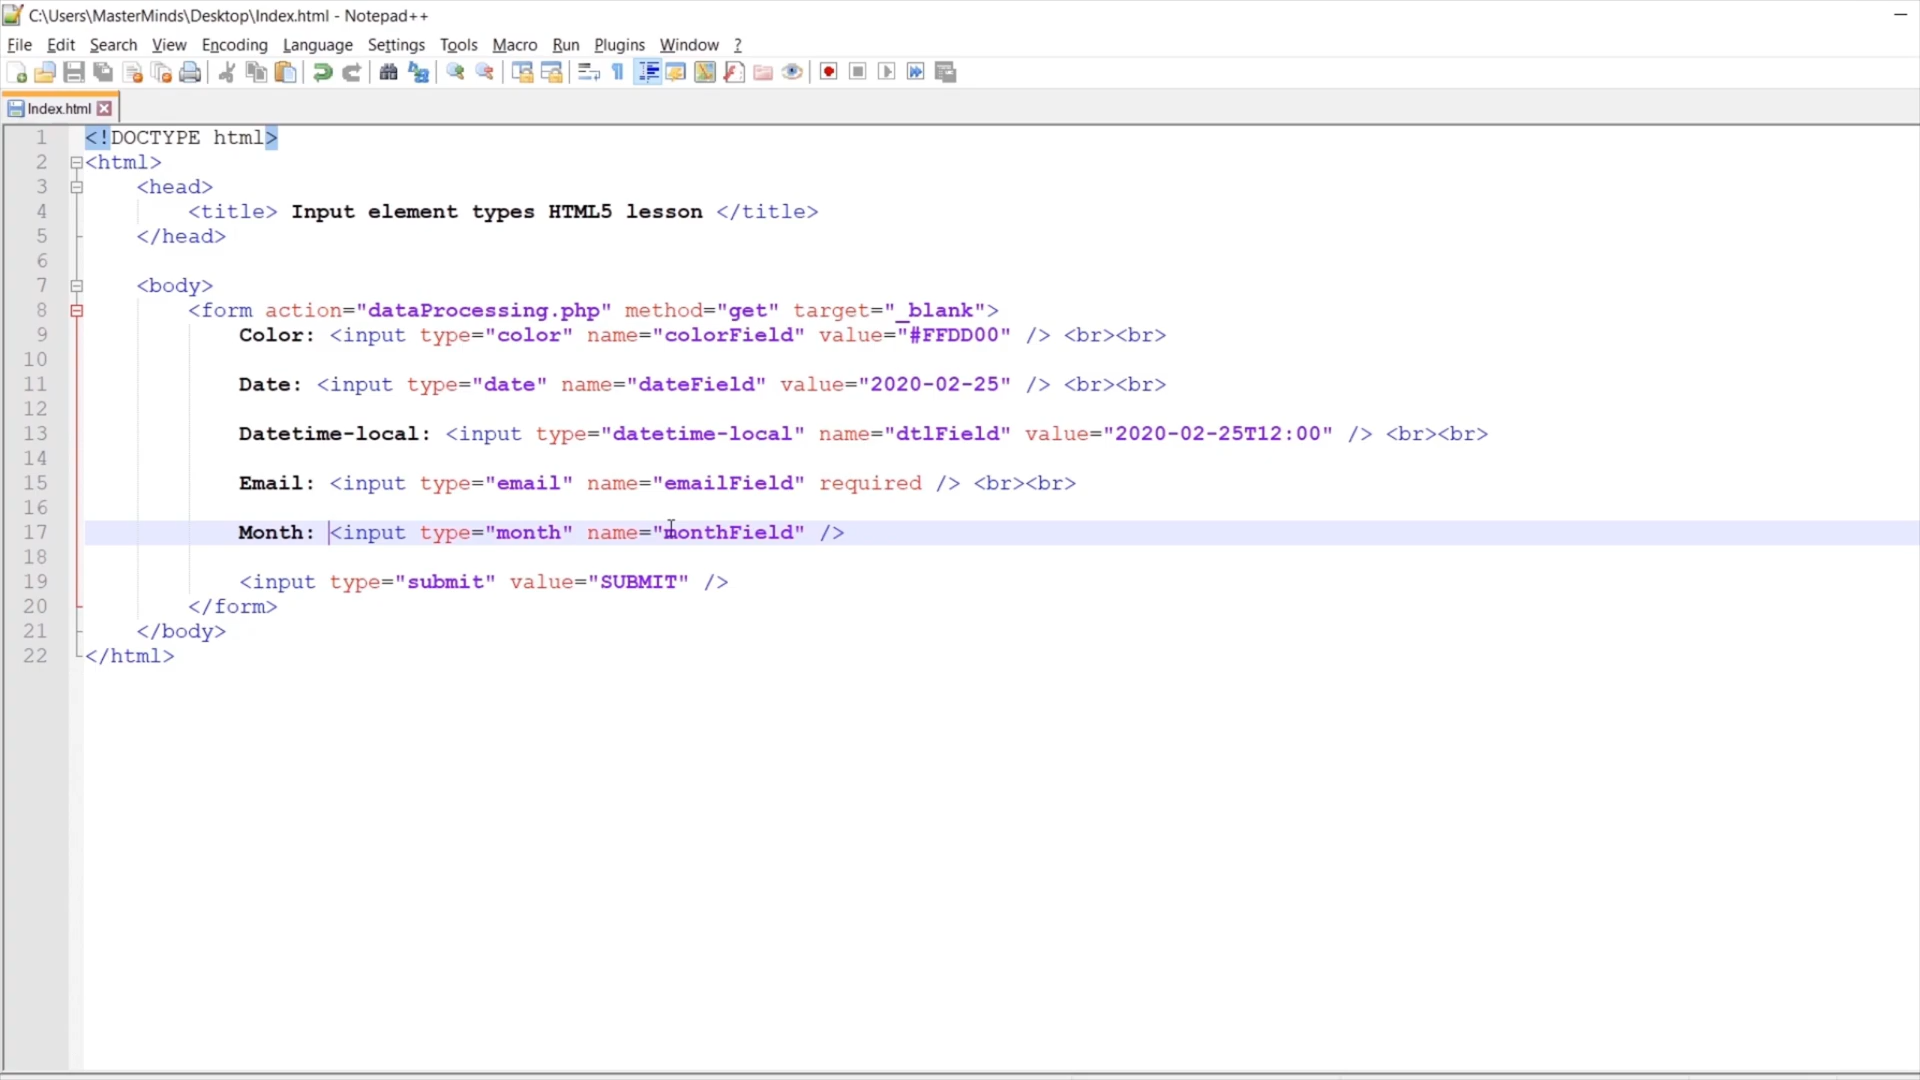 C:\Users\MasterMinds\Desktop\Index.html - Notepad++
File Edit Search View Encoding Language Settings Tools Macro Run Plugins Window ?
Index.html
1 <!DOCTYPE html>
2 <html>
3 <head>
4 <title> Input element types HTML5 lesson </title>
5 </head>
6
7 <body>
8 <form action="dataProcessing.php" method="get" target="_blank">
9 Color: <input type="color" name="colorField" value="#FFDD00" /> <br><br>
10
11 Date: <input type="date" name="dateField" value="2020-02-25" /> <br><br>
12
13 Datetime-local: <input type="datetime-local" name="dtlField" value="2020-02-25T12:00" /> <br><br>
14
15 Email: <input type="email" name="emailField" required /> <br><br>
16
17 Month: <input type="month" name="monthField" />
18
19 <input type="submit" value="SUBMIT" />
20 </form>
21 </body>
22 </html>